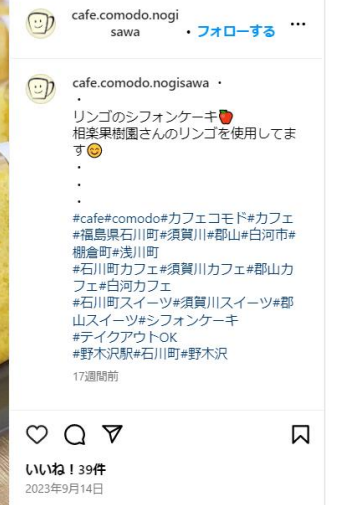 cafe.comodo.nogi
sawa
• フォローする
cafe.comodo.nogisawa •
・
リンゴのシフォンケーキ🍎
相楽果樹園さんのリンゴを使用してま
す😊
・
・
・
#cafe#comodo#カフェコモド#カフェ
#福島県石川町#須賀川#郡山#白河市#
棚倉町#浅川町
#石川町カフェ#須賀川カフェ#郡山カ
フェ#白河カフェ
#石川町スイーツ#須賀川スイーツ#郡
山スイーツ#シフォンケーキ
#テイクアウトOK
#野木沢駅#石川町#野木沢
17週間前
いいね！39件
2023年9月14日